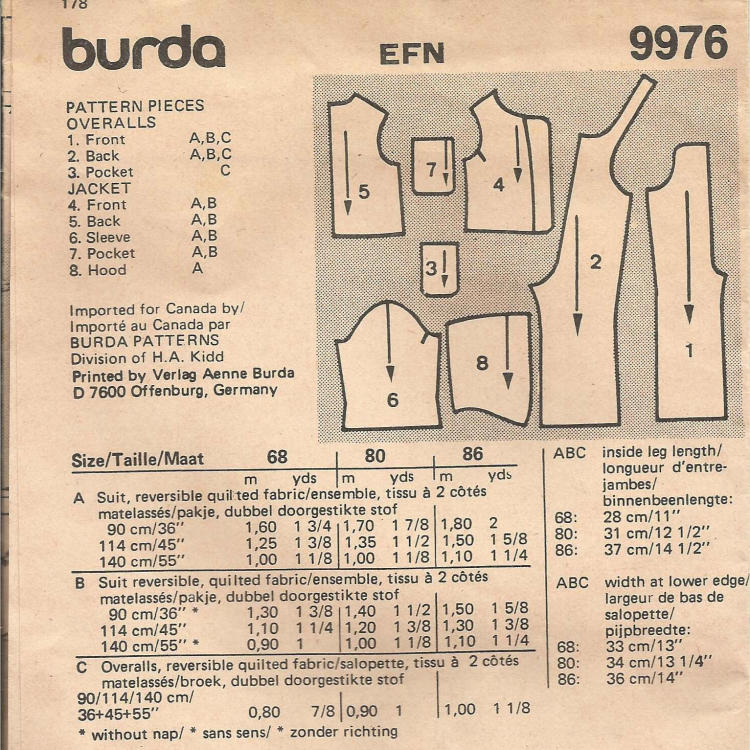 178
burda EFN 9976
PATTERN PIECES
OVERALLS
1. Front A,B,C
2. Back A,B,C
3. Pocket C
JACKET
4. Front A,B
5. Back A,B
6. Sleeve A,B
7. Pocket A,B
8. Hood A
Imported for Canada by/
Importé au Canada par
BURDA PATTERNS
Division of H.A. Kidd
Printed by Verlag Aenne Burda
D 7600 Offenburg, Germany
5
7
4
3
2
1
6
8
Size/Taille/Maat 68 80 86
m yds m yds m yds
A Suit, reversible quilted fabric/ensemble, tissu à 2 côtés
matelassés/pakje, dubbel doorgestikte stof
90 cm/36" 1,60 1 3/4 1,70 1 7/8 1,80 2
114 cm/45" 1,25 1 3/8 1,35 1 1/2 1,50 1 5/8
140 cm/55" 1,00 1 1/8 1,00 1 1/8 1,10 1 1/4
B Suit reversible, quilted fabric/ensemble, tissu à 2 côtés
matelassés/pakje, dubbel doorgestikte stof
90 cm/36" * 1,30 1 3/8 1,40 1 1/2 1,50 1 5/8
114 cm/45" 1,10 1 1/4 1,20 1 3/8 1,30 1 3/8
140 cm/55" * 0,90 1 1,00 1 1/8 1,10 1 1/4
C Overalls, reversible quilted fabric/salopette, tissu à 2 côtés
matelassés/broek, dubbel doorgestikte stof
90/114/140 cm/
36+45+55" 0,80 7/8 0,90 1 1,00 1 1/8
* without nap/ * sans sens/ * zonder richting
ABC inside leg length/
longueur d'entre-
jambes/
binnenbeenlengte:
68: 28 cm/11"
80: 31 cm/12 1/2"
86: 37 cm/14 1/2"
ABC width at lower edge/
largeur de bas de
salopette/
pijpbreedte:
68: 33 cm/13"
80: 34 cm/13 1/4"
86: 36 cm/14"